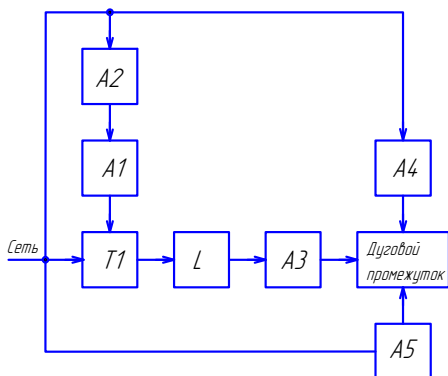 A2
A1
A4
Сеть
T1
L
A3
Дуговой
промежуток
A5